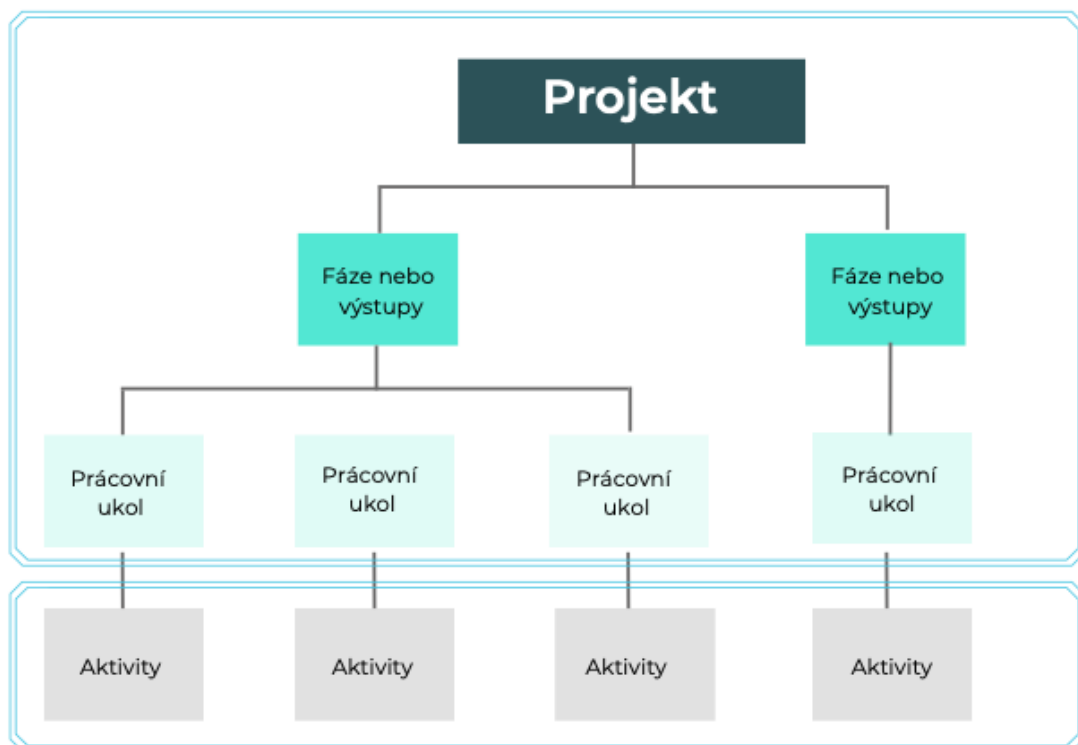 Projekt
Fáze nebo
výstupy
Fáze nebo
výstupy
Prácovní
ukol
Prácovní
ukol
Prácovní
ukol
Prácovní
ukol
Aktivity
Aktivity
Aktivity
Aktivity